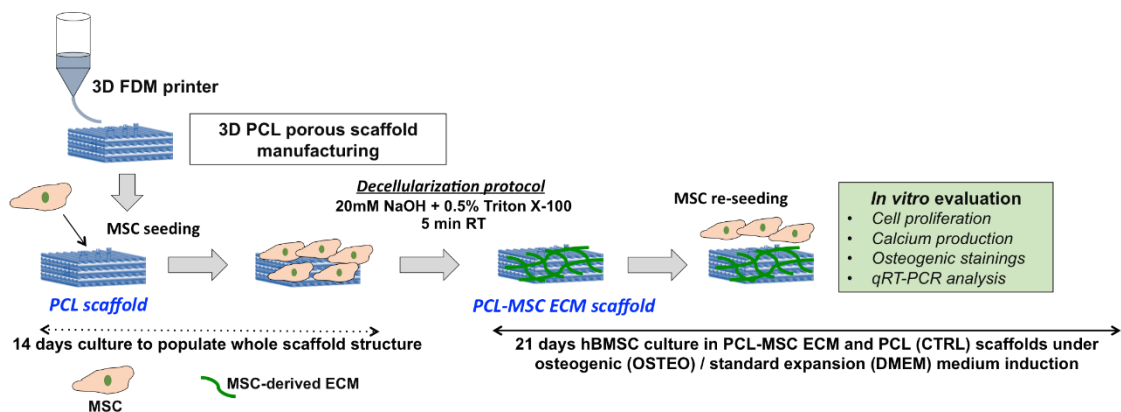 3D FDM printer
3D PCL porous scaffold
manufacturing
MSC seeding
Decellularization protocol
20mM NaOH + 0.5% Triton X-100
5 min RT
MSC re-seeding
In vitro evaluation
• Cell proliferation
• Calcium production
• Osteogenic stainings
• qRT-PCR analysis
PCL scaffold
PCL-MSC ECM scaffold
14 days culture to populate whole scaffold structure
21 days hBMSC culture in PCL-MSC ECM and PCL (CTRL) scaffolds under
osteogenic (OSTEO) / standard expansion (DMEM) medium induction
MSC
MSC-derived ECM